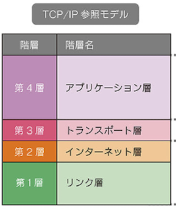 TCP/IP 参照モデル
階層 階層名
第4層 アプリケーション層
第3層 トランスポート層
第2層 インターネット層
第1層 リンク層